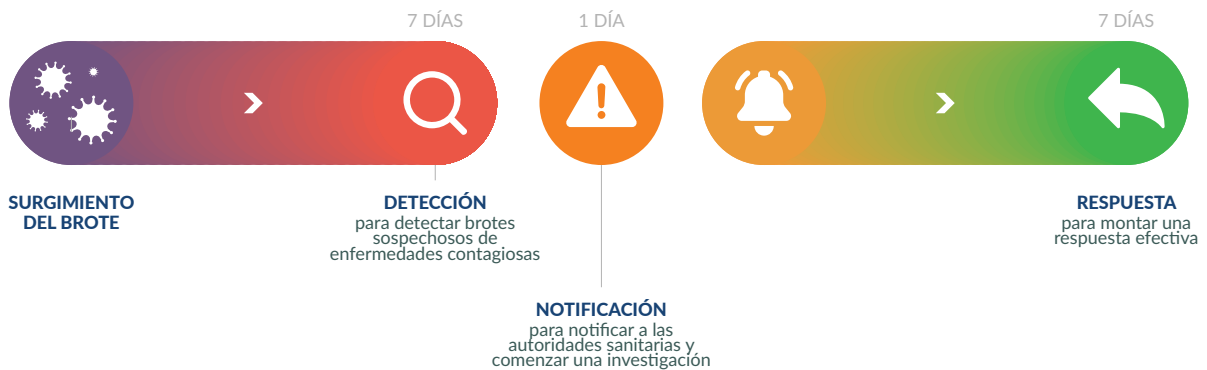 7 DÍAS
1 DÍA
7 DÍAS
SURGIMIENTO
DEL BROTE
DETECCIÓN
para detectar brotes
sospechosos de
enfermedades contagiosas
NOTIFICACIÓN
para notificar a las
autoridades sanitarias y
comenzar una investigación
RESPUESTA
para montar una
respuesta efectiva